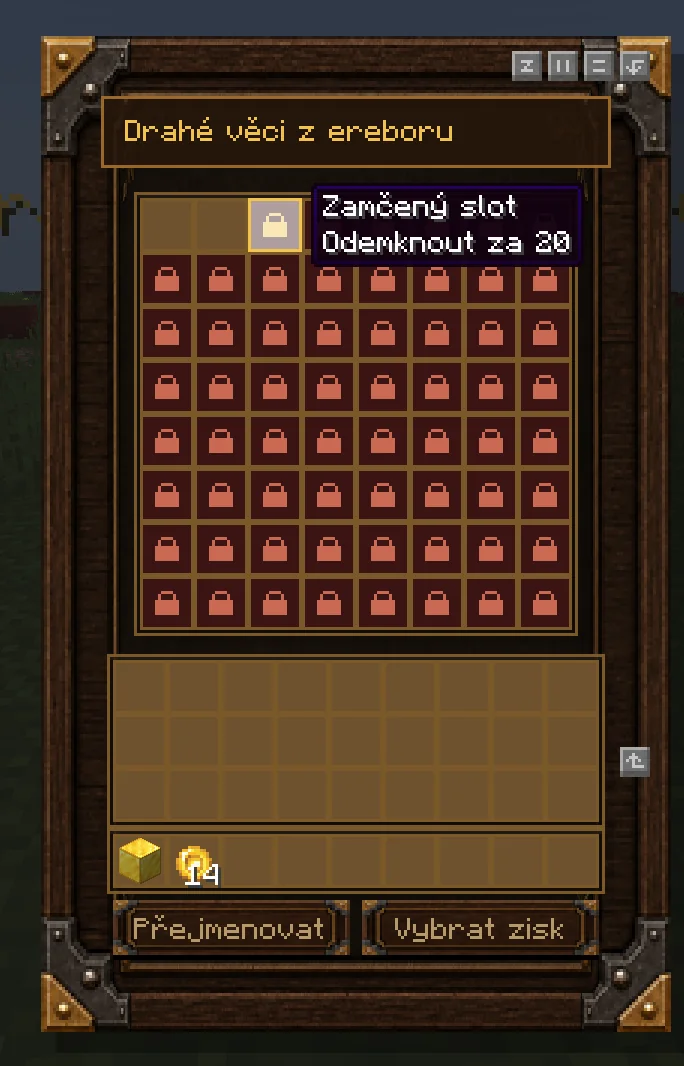 Drahé věci z ereboru
Zamčený slot
Odemknout za 20
14
Přejmenovat
Vybrat zisk